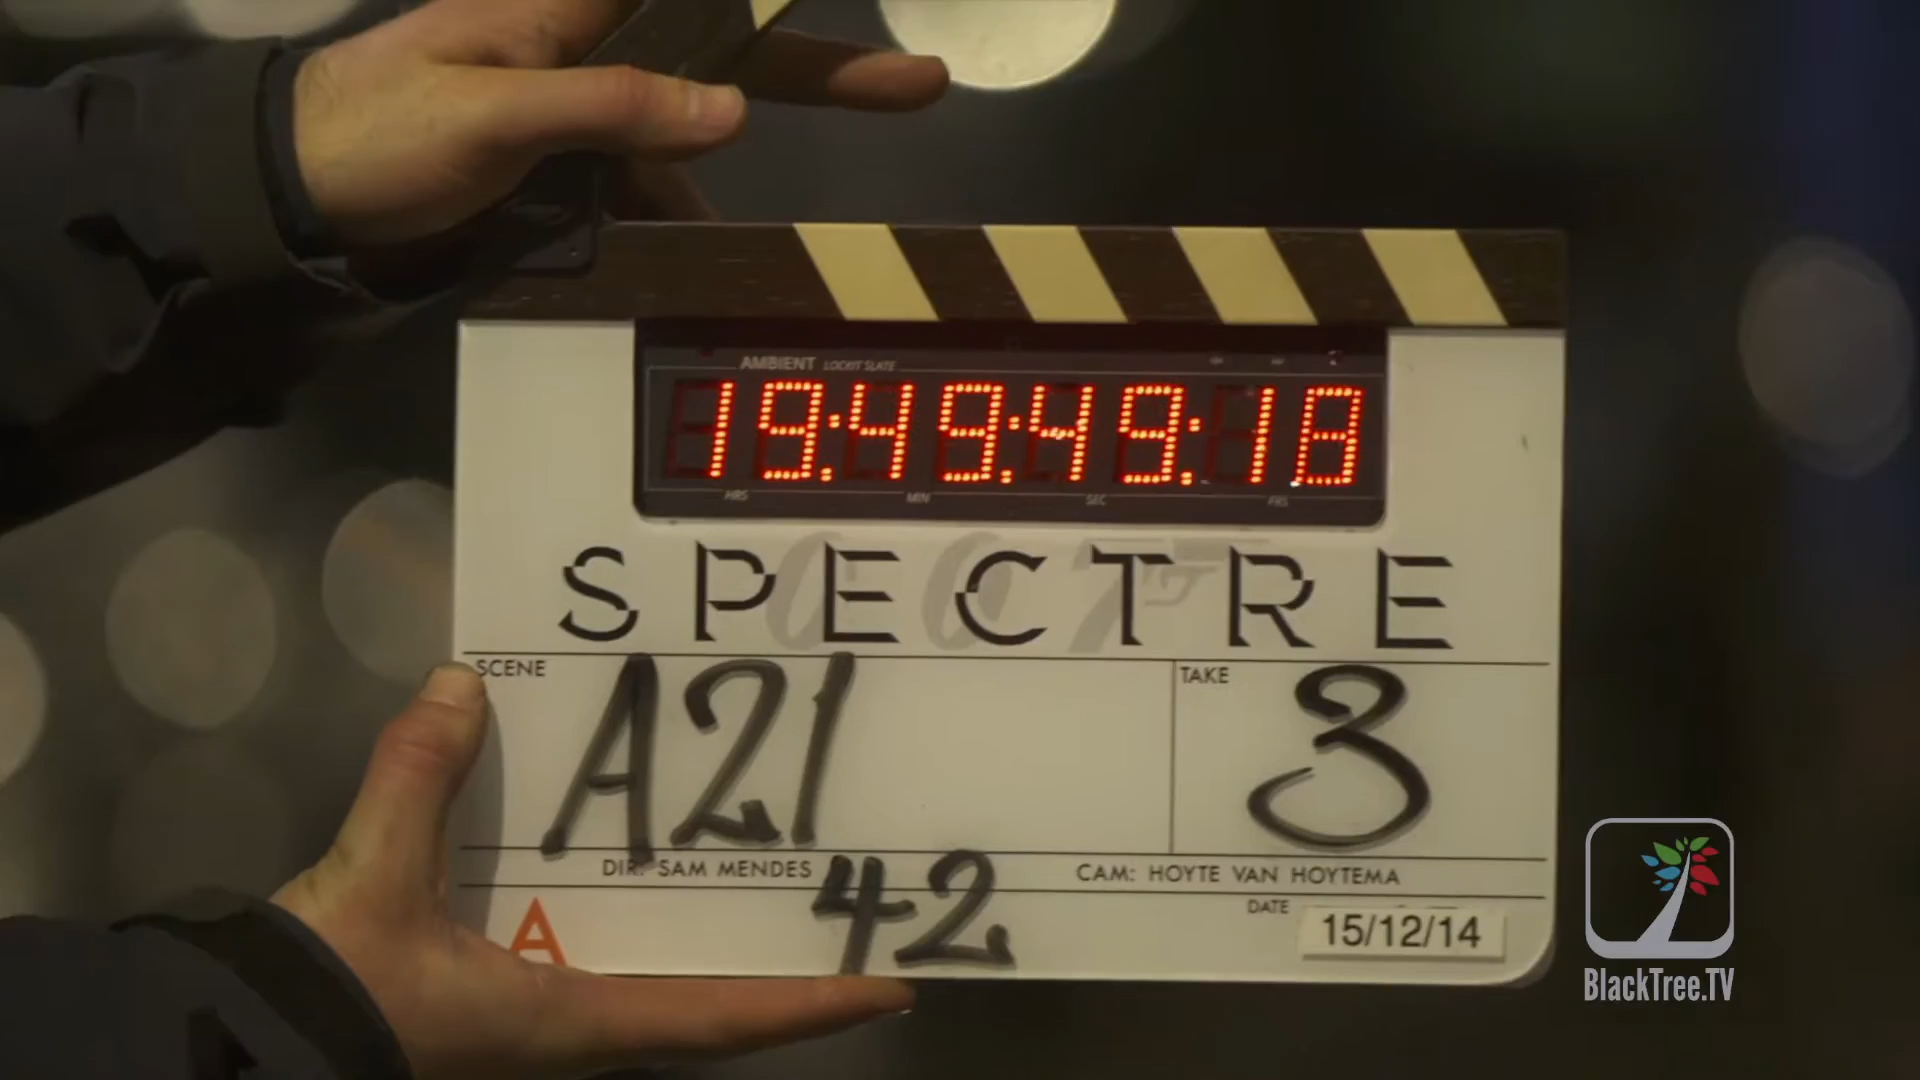 AMBIENT LOCKIT SLATE
19:49:49:18
HRS MIN SEC FRS
SPECTRE
007
SCENE A21 TAKE 3
DIR: SAM MENDES CAM: HOYTE VAN HOYTEMA
A 42 DATE 15/12/14
BlackTree.TV